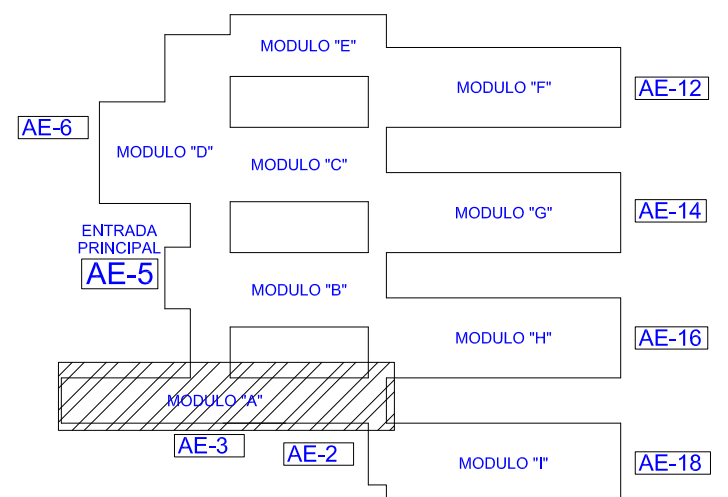 MODULO "E"
MODULO "F"
AE-12
AE-6
MODULO "D"
MODULO "C"
MODULO "G"
AE-14
ENTRADA
PRINCIPAL
AE-5
MODULO "B"
MODULO "H"
AE-16
MODULO "A"
AE-3
AE-2
MODULO "I"
AE-18